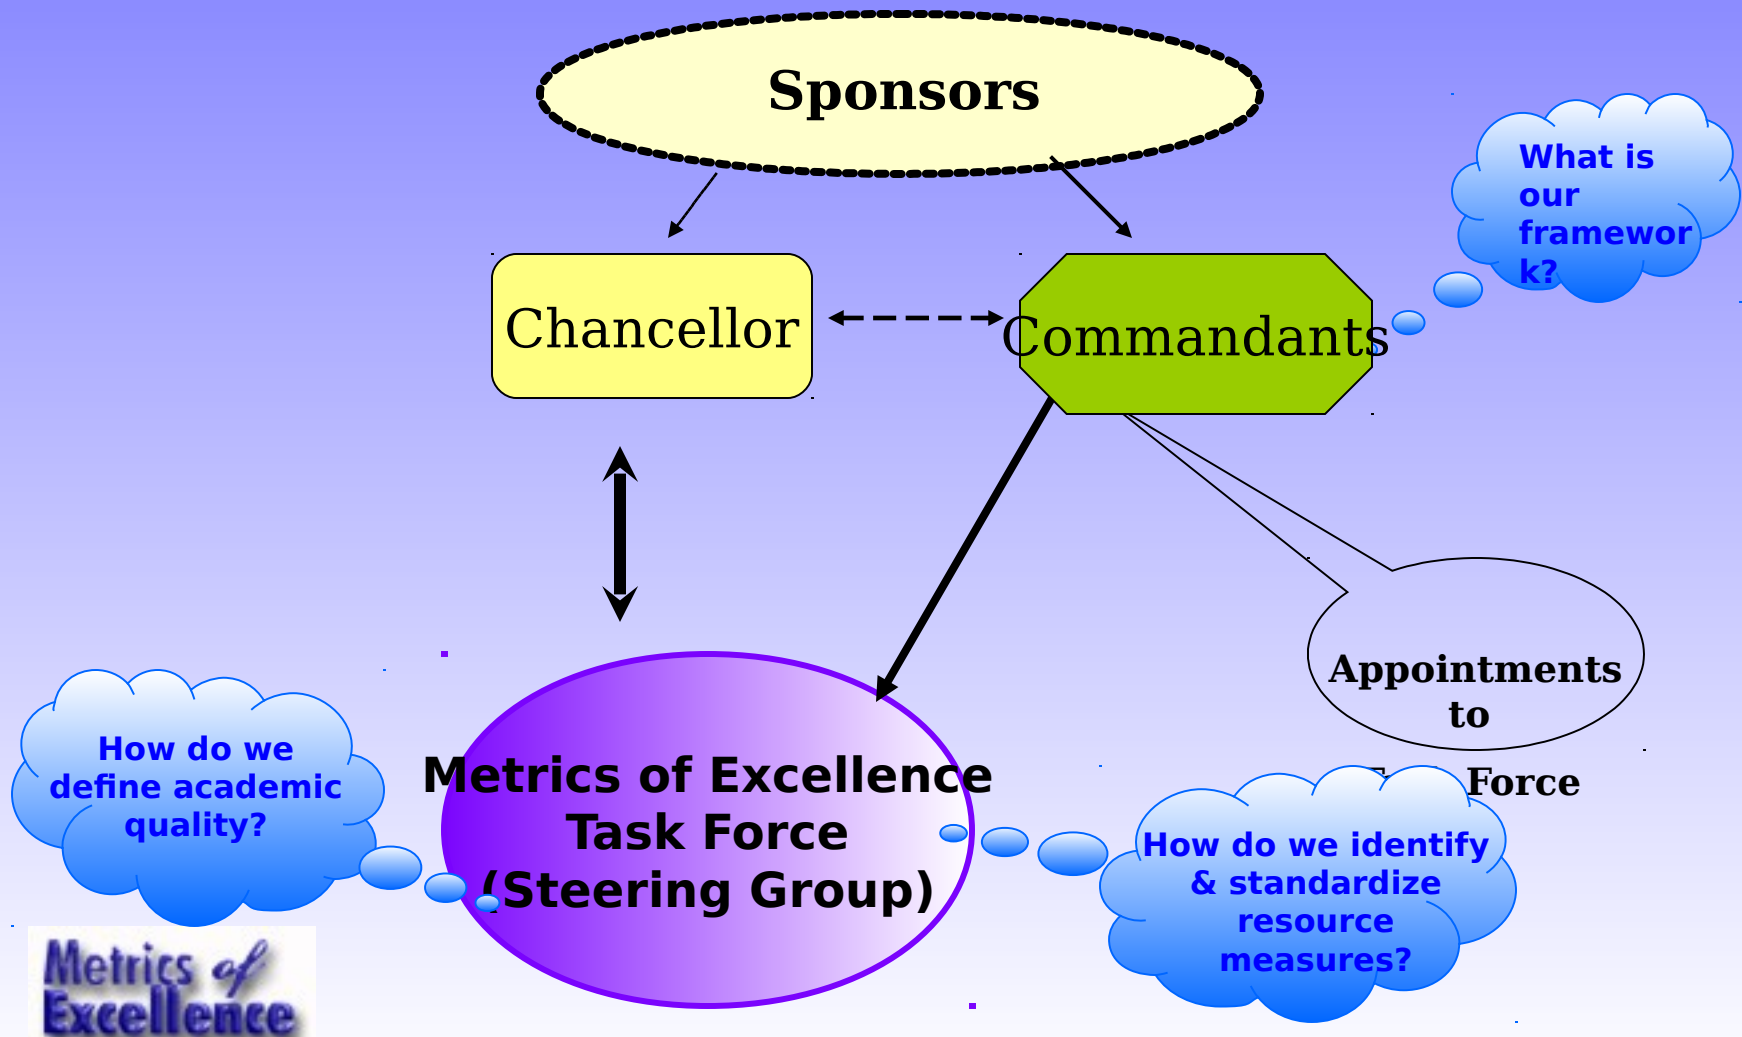 Sponsors
What is
our
framewor
k?
Chancellor
Commandants
Appointments
to
Force
How do we
define academic
quality?
Metrics of Excellence
Task Force
(Steering Group)
How do we identify
& standardize
resource
measures?
Metrics of
Excellence